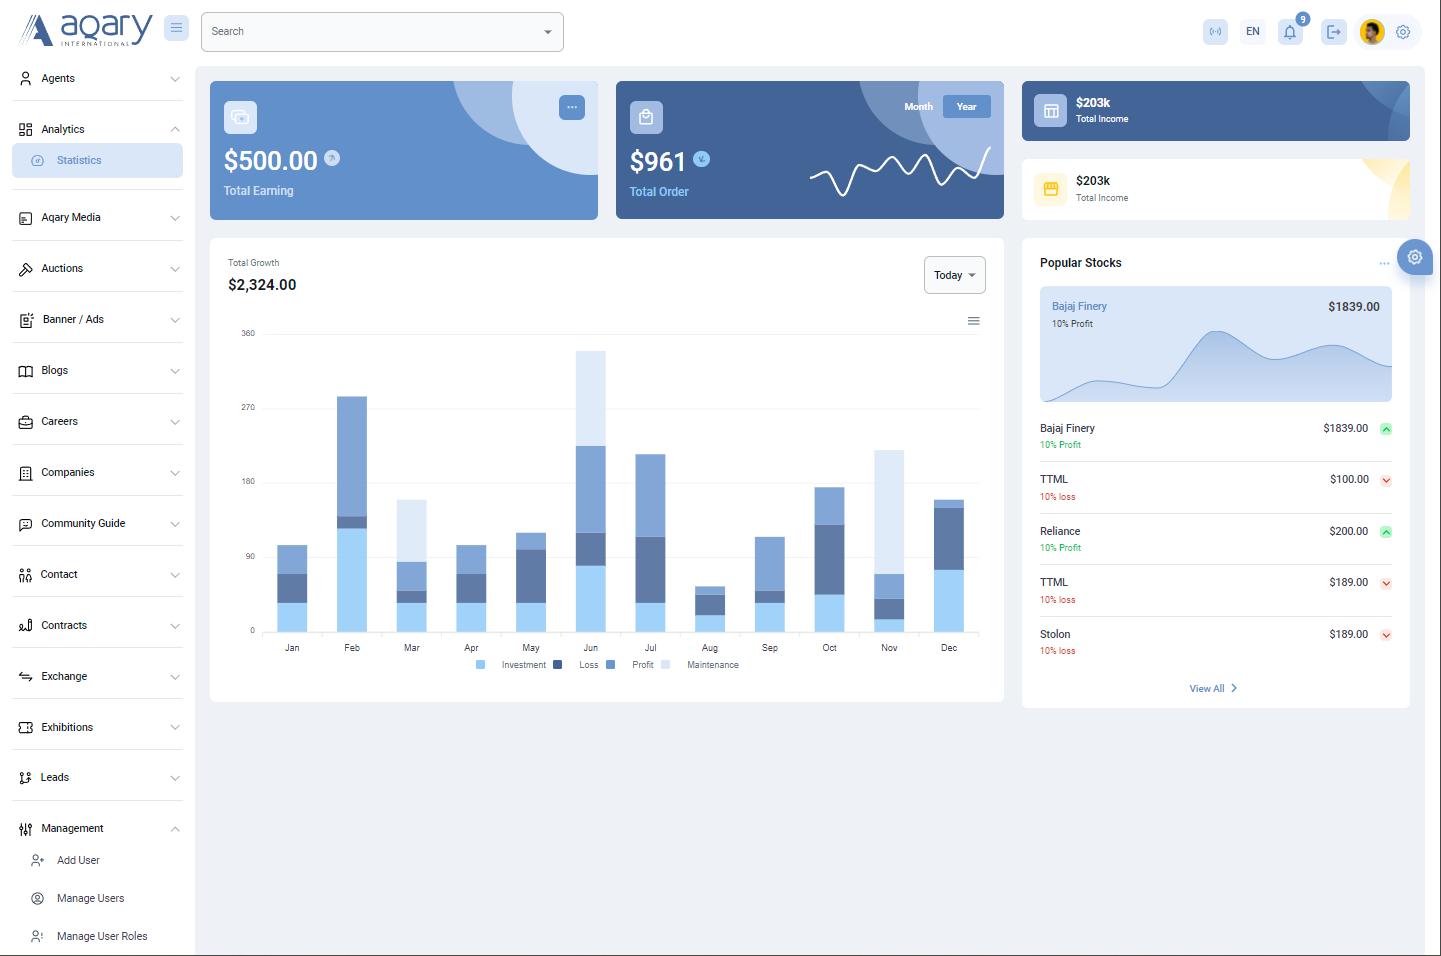 Aqary
INTERNATIONAL
Search
EN
9
Agents
Analytics
Statistics
Aqary Media
Auctions
Banner / Ads
Blogs
Careers
Companies
Community Guide
Contact
Contracts
Exchange
Exhibitions
Leads
Management
Add User
Manage Users
Manage User Roles
$500.00
Total Earning
Month
Year
$961
Total Order
$203k
Total Income
$203k
Total Income
Total Growth
$2,324.00
Today
360
270
180
90
0
Jan Feb Mar Apr May Jun Jul Aug Sep Oct Nov Dec
Investment Loss Profit Maintenance
Popular Stocks
Bajaj Finery $1839.00
10% Profit
Bajaj Finery $1839.00
10% Profit
TTML $100.00
10% loss
Reliance $200.00
10% Profit
TTML $189.00
10% loss
Stolon $189.00
10% loss
View All